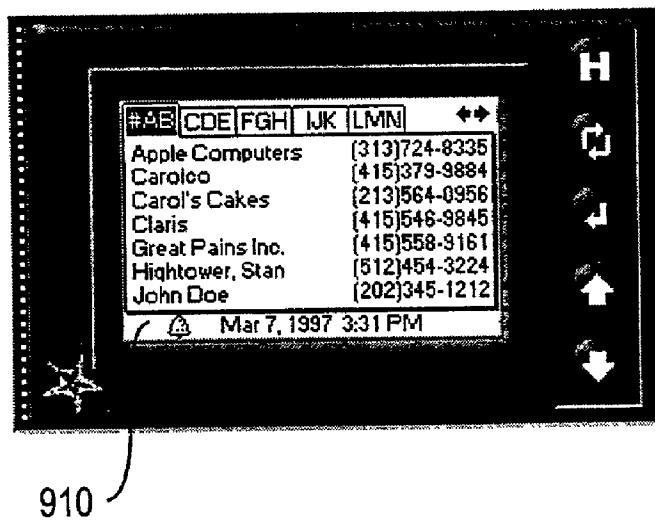 H
#AB CDE FGH IJK LMN
Apple Computers (313)724-8335
Carolco (415)379-9884
Carol's Cakes (213)564-0956
Claris (415)546-9845
Great Pains Inc. (415)558-9161
Hightower, Stan (512)454-3224
John Doe (202)345-1212
Mar 7, 1997 3:31 PM
910